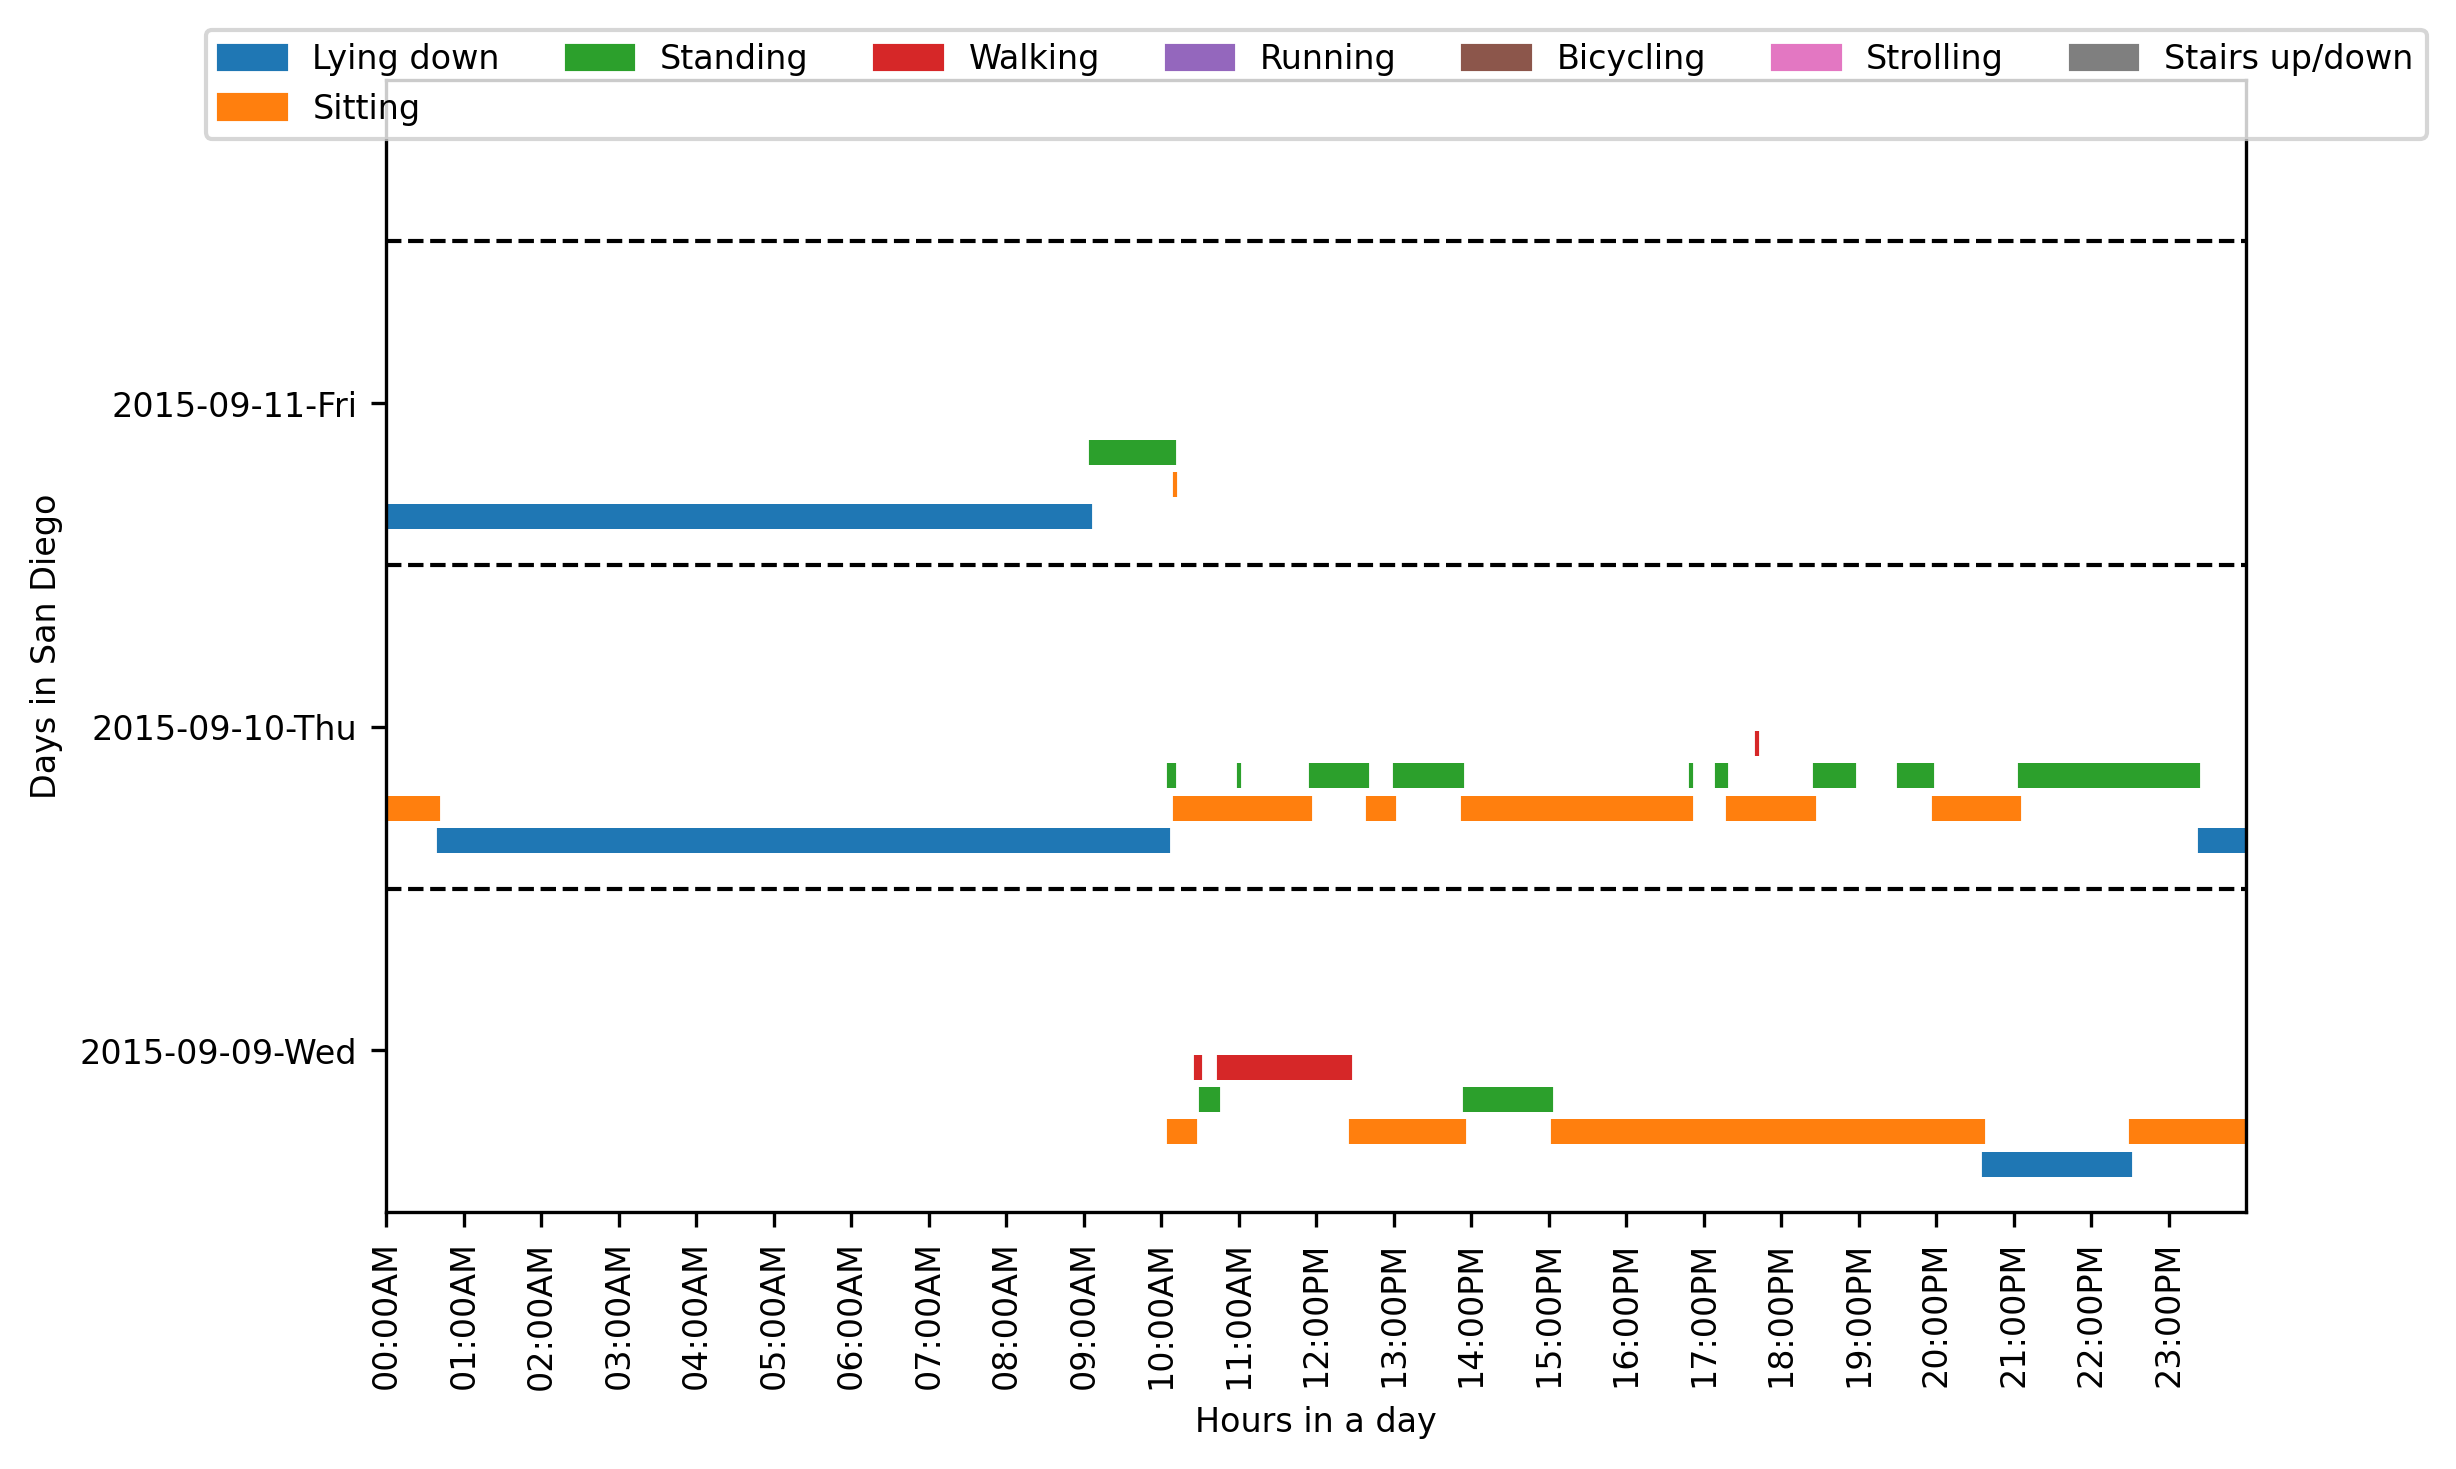 Lying down
Standing
Walking
Running
Bicycling
Strolling
Stairs up/down
Sitting
2015-09-11-Fri
2015-09-10-Thu
2015-09-09-Wed
Days in San Diego
00:00AM
01:00AM
02:00AM
03:00AM
04:00AM
05:00AM
06:00AM
07:00AM
08:00AM
09:00AM
10:00AM
11:00AM
12:00PM
13:00PM
14:00PM
15:00PM
16:00PM
17:00PM
18:00PM
19:00PM
20:00PM
21:00PM
22:00PM
23:00PM
Hours in a day